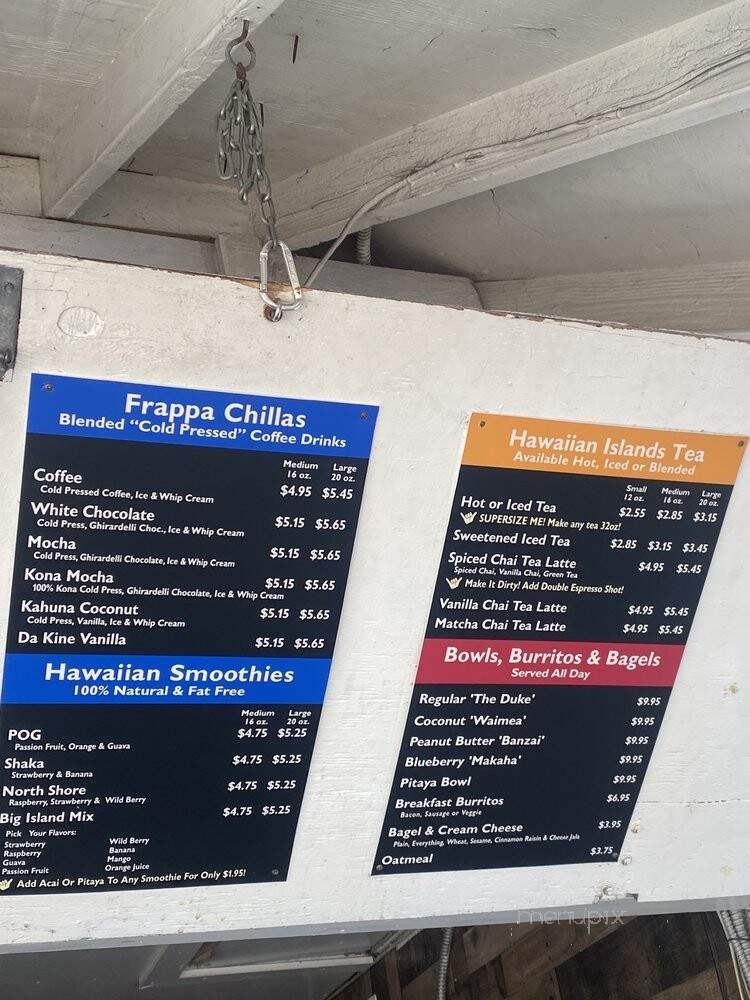 Frappa Chillas
Blended "Cold Pressed" Coffee Drinks
Medium Large
16 oz. 20 oz.
Coffee $4.95 $5.45
Cold Pressed Coffee, Ice & Whip Cream
White Chocolate $5.15 $5.65
Cold Press, Ghirardelli Choc., Ice & Whip Cream
Mocha $5.15 $5.65
Cold Press, Ghirardelli Chocolate, Ice & Whip Cream
Kona Mocha $5.15 $5.65
100% Kona Cold Press, Ghirardelli Chocolate, Ice & Whip Cream
Kahuna Coconut $5.15 $5.65
Cold Press, Vanilla, Ice & Whip Cream
Da Kine Vanilla $5.15 $5.65
Hawaiian Smoothies
100% Natural & Fat Free
Medium Large
16 oz. 20 oz.
POG $4.75 $5.25
Passion Fruit, Orange & Guava
Shaka $4.75 $5.25
Strawberry & Banana
North Shore $4.75 $5.25
Raspberry, Strawberry & Wild Berry
Big Island Mix $4.75 $5.25
Pick Your Flavors:
Strawberry Wild Berry
Raspberry Banana
Guava Mango
Passion Fruit Orange Juice
Add Acai Or Pitaya To Any Smoothie For Only $1.95!
Hawaiian Islands Tea
Available Hot, Iced or Blended
Small Medium Large
12 oz. 16 oz. 20 oz.
Hot or Iced Tea $2.55 $2.85 $3.15
SUPERSIZE ME! Make any tea 32oz!
Sweetened Iced Tea $2.85 $3.15 $3.45
Spiced Chai Tea Latte $4.95 $5.45
Spiced Chai, Vanilla Chai, Green Tea
Make It Dirty! Add Double Espresso Shot!
Vanilla Chai Tea Latte $4.95 $5.45
Matcha Chai Tea Latte $4.95 $5.45
Bowls, Burritos & Bagels
Served All Day
Regular 'The Duke' $9.95
Coconut 'Waimea' $9.95
Peanut Butter 'Banzai' $9.95
Blueberry 'Makaha' $9.95
Pitaya Bowl $9.95
Breakfast Burritos $6.95
Bacon, Sausage or Veggie
Bagel & Cream Cheese $3.95
Plain, Everything, Wheat, Sesame, Cinnamon Raisin & Cheese Jala
Oatmeal $3.75
menupix